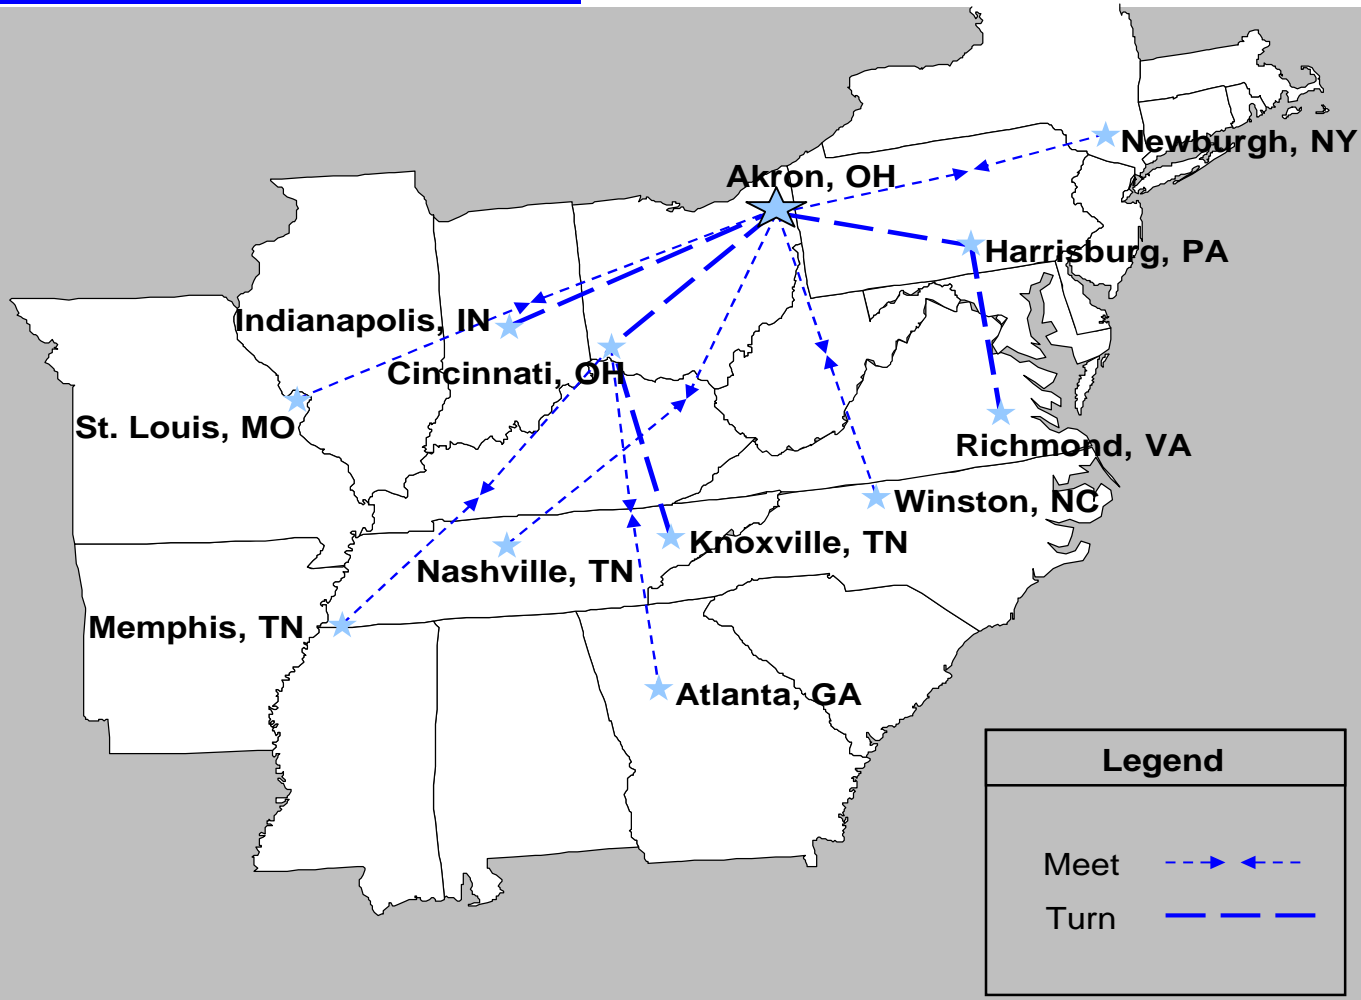 Newburgh, NY
Akron, OH
Harrisburg, PA
Indianapolis, IN
Cincinnati, OH
St. Louis, MO
Richmond, VA
Winston, NC
Knoxville, TN
Nashville, TN
Memphis, TN
Atlanta, GA
Legend
Meet
Turn